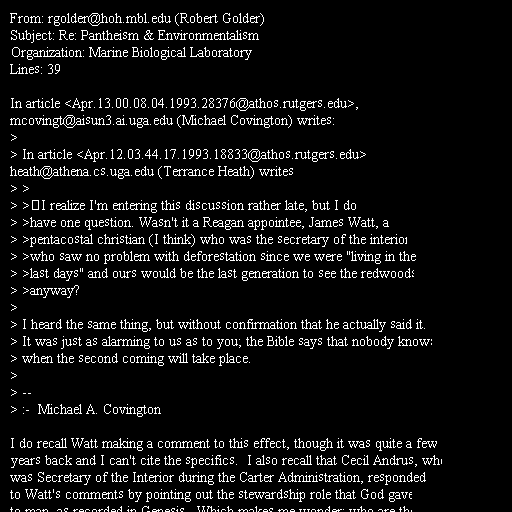 From: rgolder@hoh.mbl.edu (Robert Golder)
Subject: Re: Pantheism & Environmentalism
Organization: Marine Biological Laboratory
Lines: 39

In article <Apr.13.00.08.04.1993.28376@athos.rutgers.edu>,
mcovingt@aisun3.ai.uga.edu (Michael Covington) writes:
>
> In article <Apr.12.03.44.17.1993.18833@athos.rutgers.edu>
heath@athena.cs.uga.edu (Terrance Heath) writes
> >
> > I realize I'm entering this discussion rather late, but I do
> >have one question. Wasn't it a Reagan appointee, James Watt, a
> >pentacostal christian (I think) who was the secretary of the interior
> >who saw no problem with deforestation since we were "living in the
> >last days" and ours would be the last generation to see the redwoods
> >anyway?
>
> I heard the same thing, but without confirmation that he actually said it.
> It was just as alarming to us as to you; the Bible says that nobody knows
> when the second coming will take place.
>
> --
> :-  Michael A. Covington

I do recall Watt making a comment to this effect, though it was quite a few
years back and I can't cite the specifics.  I also recall that Cecil Andrus, who
was Secretary of the Interior during the Carter Administration, responded
to Watt's comments by pointing out the stewardship role that God gave
to man, as recorded in Genesis.  Which makes me wonder: who are the